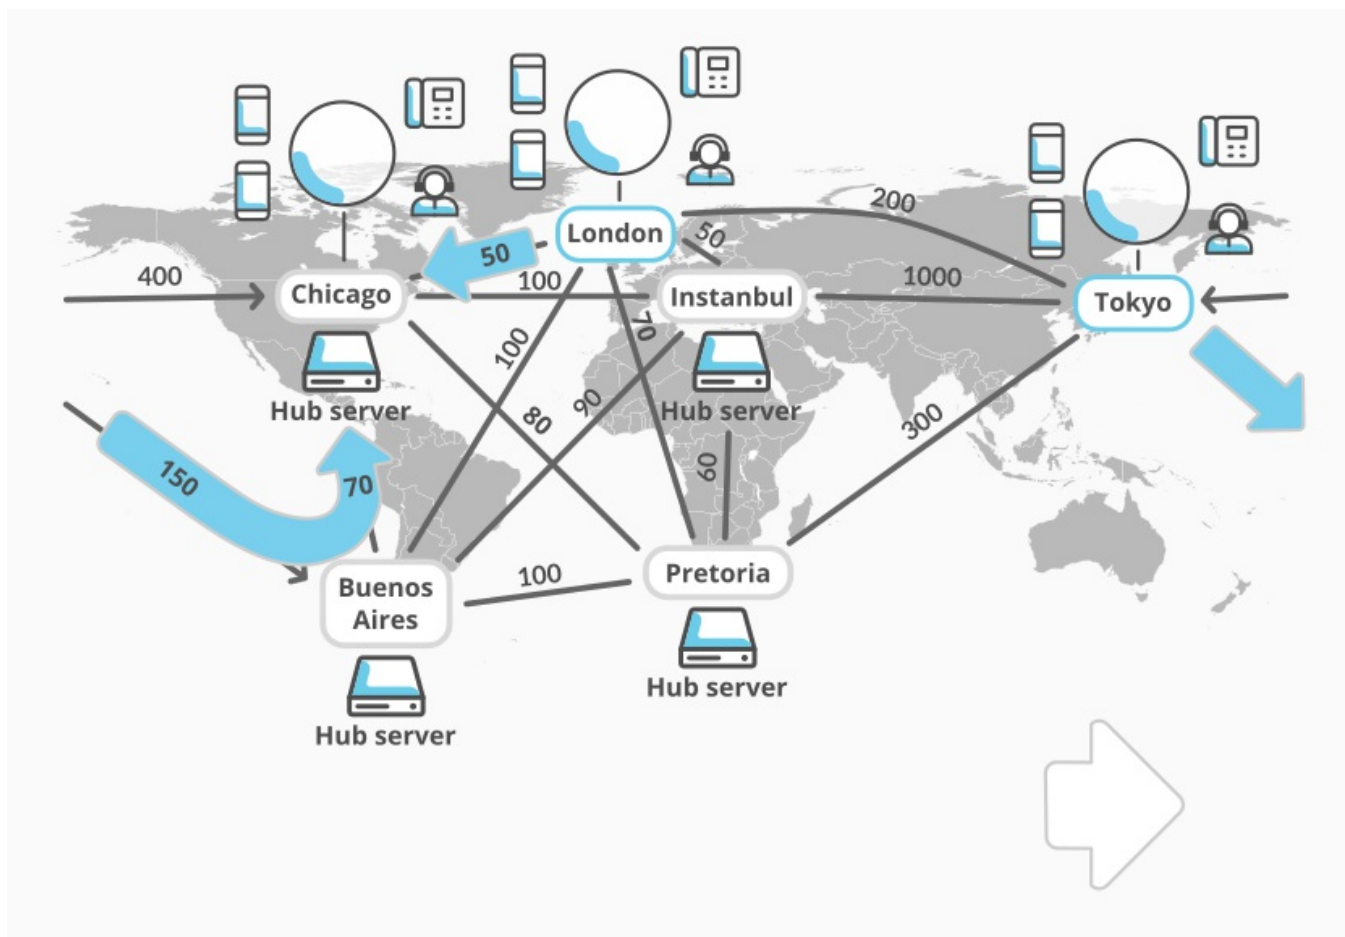 London
200
50
50
400
100
1000
Chicago
Instanbul
Tokyo
70
100
Hub server
Hub server
90
80
300
150
70
60
Pretoria
100
Buenos
Aires
Hub server
Hub server